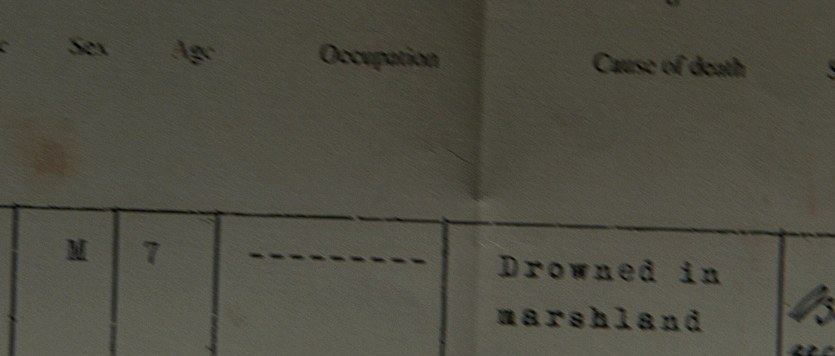 Sex Age Occupation Cause of death
M 7 --------- Drowned in
marshland